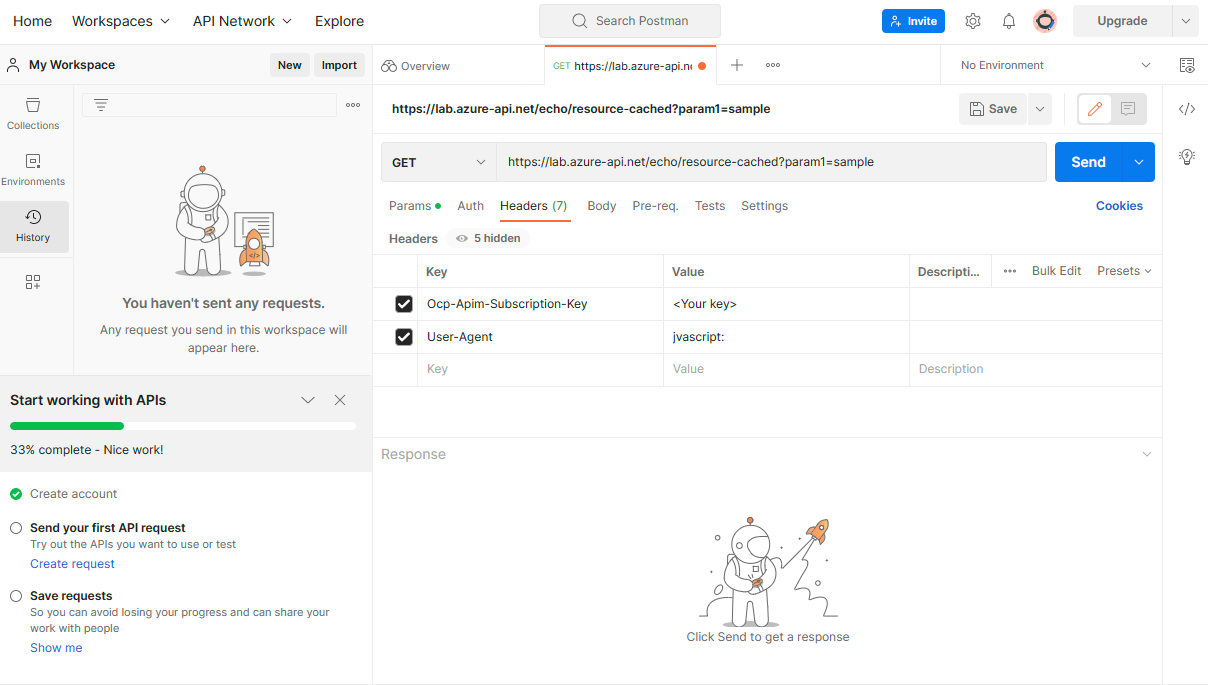 Home Workspaces API Network Explore Search Postman Invite Upgrade
My Workspace New Import Overview GET https://lab.azure-api.ne No Environment
Collections
Environments
History
You haven't sent any requests.
Any request you send in this workspace will
appear here.
Start working with APIs
33% complete - Nice work!
Create account
Send your first API request
Try out the APIs you want to use or test
Create request
Save requests
So you can avoid losing your progress and can share your
work with people
Show me
https://lab.azure-api.net/echo/resource-cached?param1=sample Save
GET https://lab.azure-api.net/echo/resource-cached?param1=sample Send
Params Auth Headers (7) Body Pre-req. Tests Settings Cookies
Headers 5 hidden
Key Value Descripti... Bulk Edit Presets
Ocp-Apim-Subscription-Key <Your key>
User-Agent jvascript:
Key Value Description
Response
Click Send to get a response